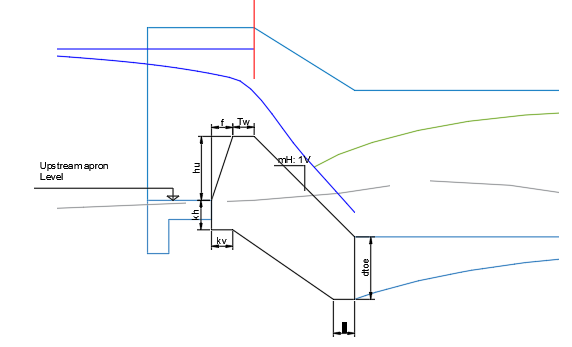 f
Tw
hu
mH: 1V
Upstream apron
Level
kh
kv
dtoe